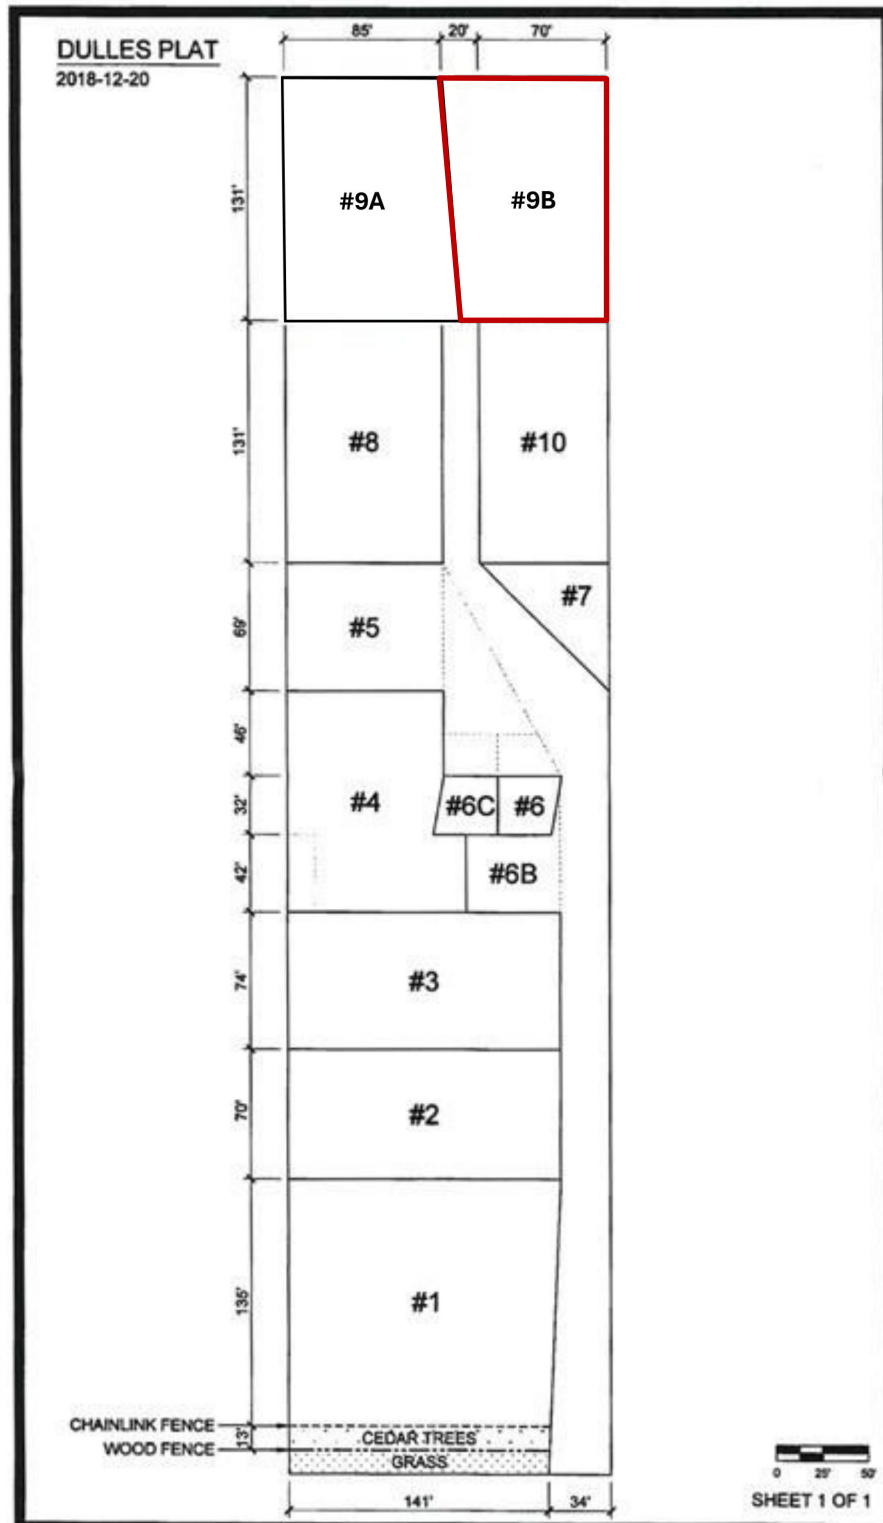 85' 20' 70'
DULLES PLAT
2018-12-20
131'
#9A
#9B
131'
#8
#10
69'
#5
#7
46'
32'
#4
#6C
#6
42'
#6B
74'
#3
70'
#2
135'
#1
CHAINLINK FENCE
13'
CEDAR TREES
WOOD FENCE
GRASS
0 25' 50'
141' 34'
SHEET 1 OF 1